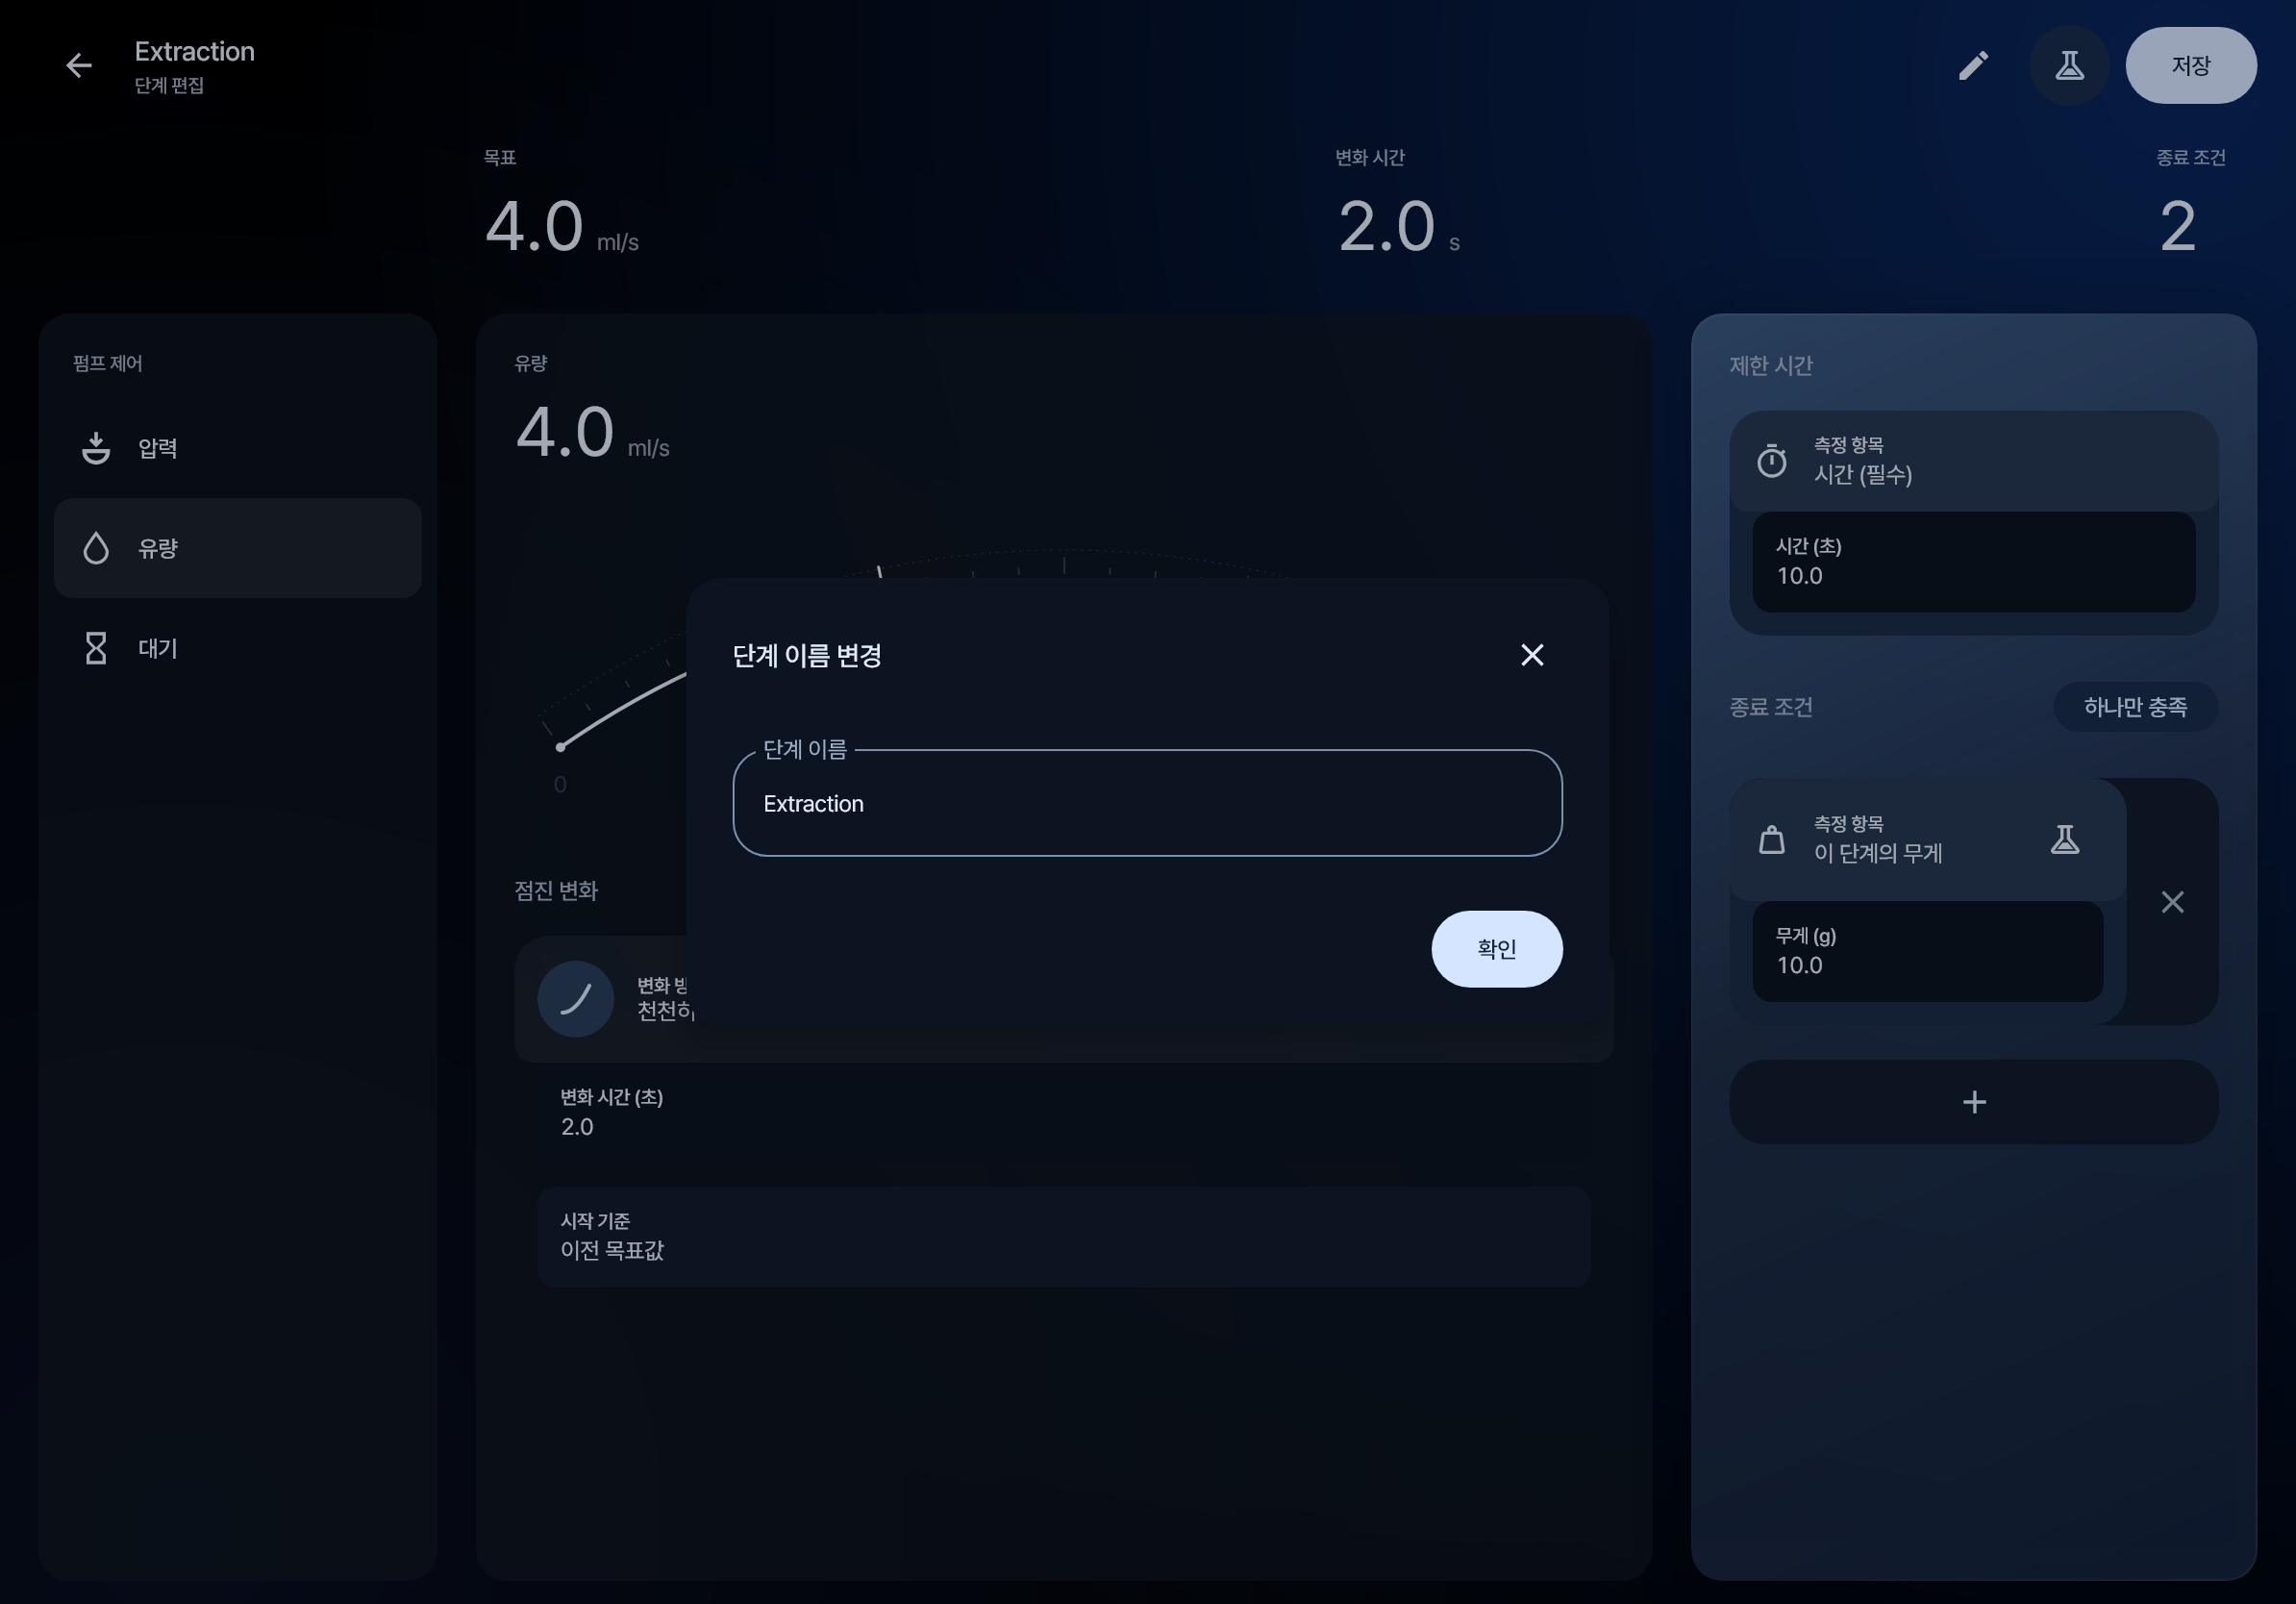 Extraction
단계 편집
저장
목표
4.0 ml/s
변화 시간
2.0 s
종료 조건
2
펌프 제어
압력
유량
대기
유량
4.0 ml/s
0
단계 이름 변경
단계 이름
Extraction
확인
점진 변화
변화
변화 시간 (초)
2.0
시작 기준
이전 목표값
제한 시간
측정 항목
시간 (필수)
시간 (초)
10.0
종료 조건
하나만 충족
측정 항목
이 단계의 무게
무게 (g)
10.0